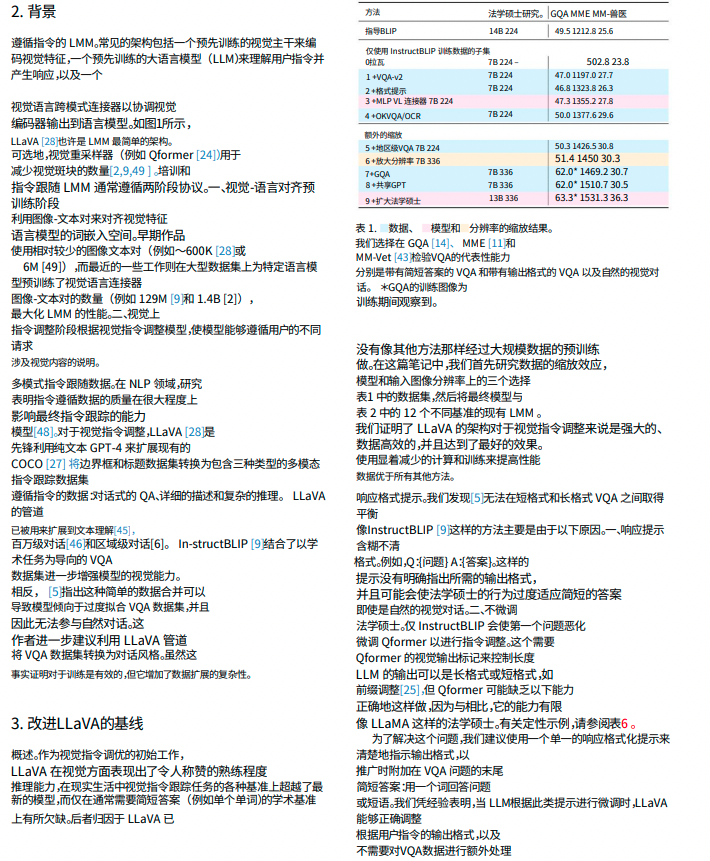 2. 背景
遵循指令的 LMM。常见的架构包括一个预先训练的视觉主干来编
码视觉特征，一个预先训练的大语言模型（LLM）来理解用户指令并
产生响应，以及一个
视觉语言跨模式连接器以协调视觉
编码器输出到语言模型。如图1所示，
LLaVA [28]也许是 LMM 最简单的架构。
可选地，视觉重采样器（例如 Qformer [24]）用于
减少视觉斑块的数量[2,9,49 ]。培训和
指令跟随 LMM 通常遵循两阶段协议。一、视觉-语言对齐预
训练阶段
利用图像-文本对来对齐视觉特征
语言模型的词嵌入空间。早期作品
使用相对较少的图像文本对（例如～600K [28]或
6M [49]），而最近的一些工作则在大型数据集上为特定语言模
型预训练了视觉语言连接器
图像-文本对的数量（例如 129M [9]和 1.4B [2]），
最大化 LMM 的性能。二、视觉上
指令调整阶段根据视觉指令调整模型，使模型能够遵循用户的不同
请求
涉及视觉内容的说明。
多模式指令跟随数据。在 NLP 领域，研究
表明指令遵循数据的质量在很大程度上
影响最终指令跟踪的能力
模型[48]。对于视觉指令调整，LLaVA [28]是
先锋利用纯文本 GPT-4 来扩展现有的
COCO [27] 将边界框和标题数据集转换为包含三种类型的多模态
指令跟踪数据集
遵循指令的数据：对话式的 QA、详细的描述和复杂的推理。 LLaVA
的管道
已被用来扩展到文本理解[45]，
百万级对话[46]和区域级对话[6]。 In-structBLIP [9]结合了以学
术任务为导向的 VQA
数据集进一步增强模型的视觉能力。
相反， [5]指出这种简单的数据合并可以
导致模型倾向于过度拟合 VQA 数据集，并且
因此无法参与自然对话。这
作者进一步建议利用 LLaVA 管道
将 VQA 数据集转换为对话风格。虽然这
事实证明对于训练是有效的，但它增加了数据扩展的复杂性。
3. 改进LLaVA的基线
概述。作为视觉指令调优的初始工作，
LLaVA 在视觉方面表现出了令人称赞的熟练程度
推理能力，在现实生活中视觉指令跟踪任务的各种基准上超越了最
新的模型，而仅在通常需要简短答案（例如单个单词）的学术基准
上有所欠缺。后者归因于 LLaVA 已
方法 法学硕士研究。 GQA MME MM-兽医
指导BLIP 14B 224 49.5 1212.8 25.6
仅使用 InstructBLIP 训练数据的子集
0拉瓦 7B 224 – 502.8 23.8
1 +VQA-v2 7B 224 47.0 1197.0 27.7
2 +格式提示 7B 224 46.8 1323.8 26.3
3 +MLP VL 连接器 7B 224 47.3 1355.2 27.8
4 +OKVQA/OCR 7B 224 50.0 1377.6 29.6
额外的缩放
5 +地区级VQA 7B 224 50.3 1426.5 30.8
6 +放大分辨率 7B 336 51.4 1450 30.3
7+GQA 7B 336 62.0* 1469.2 30.7
8 +共享GPT 7B 336 62.0* 1510.7 30.5
9 +扩大法学硕士 13B 336 63.3* 1531.3 36.3
表 1. 数据、 模型和 分辨率的缩放结果。
我们选择在 GQA [14]、 MME [11]和
MM-Vet [43]检验VQA的代表性能力
分别是带有简短答案的 VQA 和带有输出格式的 VQA 以及自然的视觉对
话。 ＊GQA的训练图像为
训练期间观察到。
没有像其他方法那样经过大规模数据的预训练
做。在这篇笔记中，我们首先研究数据的缩放效应，
模型和输入图像分辨率上的三个选择
表1 中的数据集，然后将最终模型与
表 2 中的 12 个不同基准的现有 LMM 。
我们证明了 LLaVA 的架构对于视觉指令调整来说是强大的、
数据高效的，并且达到了最好的效果。
使用显着减少的计算和训练来提高性能
数据优于所有其他方法。
响应格式提示。我们发现[5]无法在短格式和长格式 VQA 之间取得
平衡
像InstructBLIP [9]这样的方法主要是由于以下原因。一、响应提示
含糊不清
格式。例如，Q：{问题} A：{答案}。这样的
提示没有明确指出所需的输出格式，
并且可能会使法学硕士的行为过度适应简短的答案
即使是自然的视觉对话。二、不微调
法学硕士。仅 InstructBLIP 会使第一个问题恶化
微调 Qformer 以进行指令调整。这个需要
Qformer 的视觉输出标记来控制长度
LLM 的输出可以是长格式或短格式，如
前缀调整[25]，但 Qformer 可能缺乏以下能力
正确地这样做，因为与相比，它的能力有限
像 LLaMA 这样的法学硕士。有关定性示例，请参阅表6 。
为了解决这个问题，我们建议使用一个单一的响应格式化提示来
清楚地指示输出格式，以
推广时附加在 VQA 问题的末尾
简短答案：用一个词回答问题
或短语。我们凭经验表明，当 LLM根据此类提示进行微调时，LLaVA
能够正确调整
根据用户指令的输出格式，以及
不需要对VQA数据进行额外处理